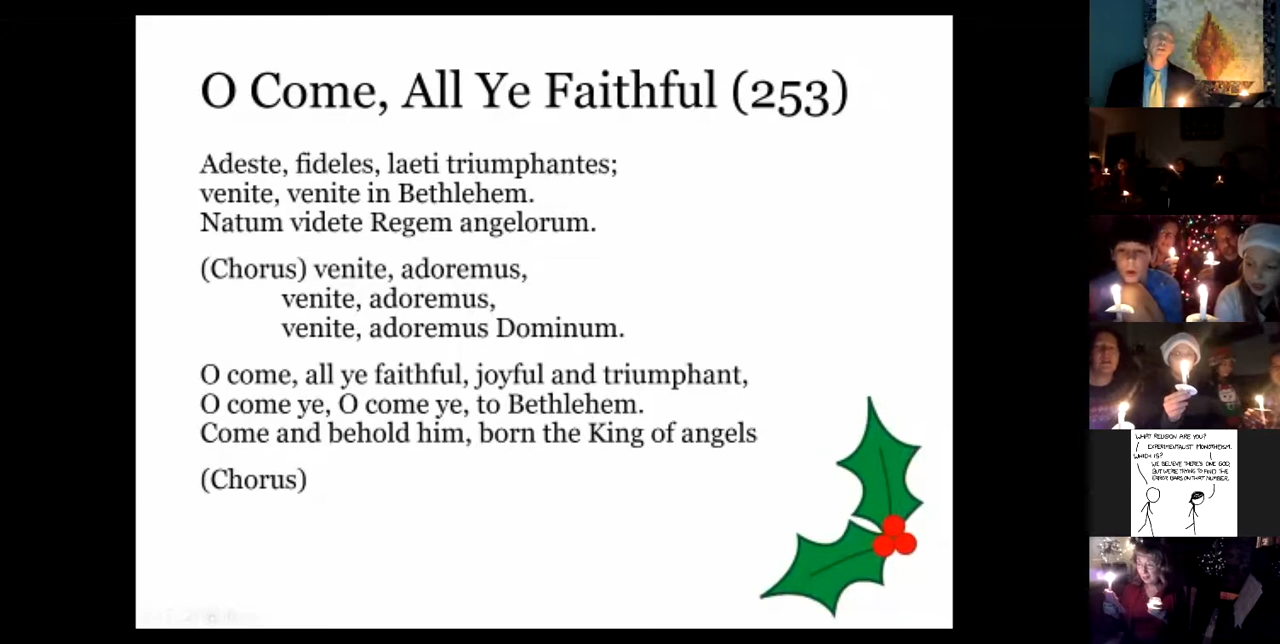 O Come, All Ye Faithful (253)
Adeste, fideles, laeti triumphantes;
venite, venite in Bethlehem.
Natum videte Regem angelorum.
(Chorus) venite, adoremus,
venite, adoremus,
venite, adoremus Dominum.
O come, all ye faithful, joyful and triumphant,
O come ye, O come ye, to Bethlehem.
Come and behold him, born the King of angels
(Chorus)
WHAT RELIGION ARE YOU?
EXPERIMENTALIST MONOTHEISM.
WHICH IS?
WE BELIEVE THERE'S ONE GOD,
BUT WE'RE TRYING TO FIND THE
ERROR BARS ON THAT NUMBER.